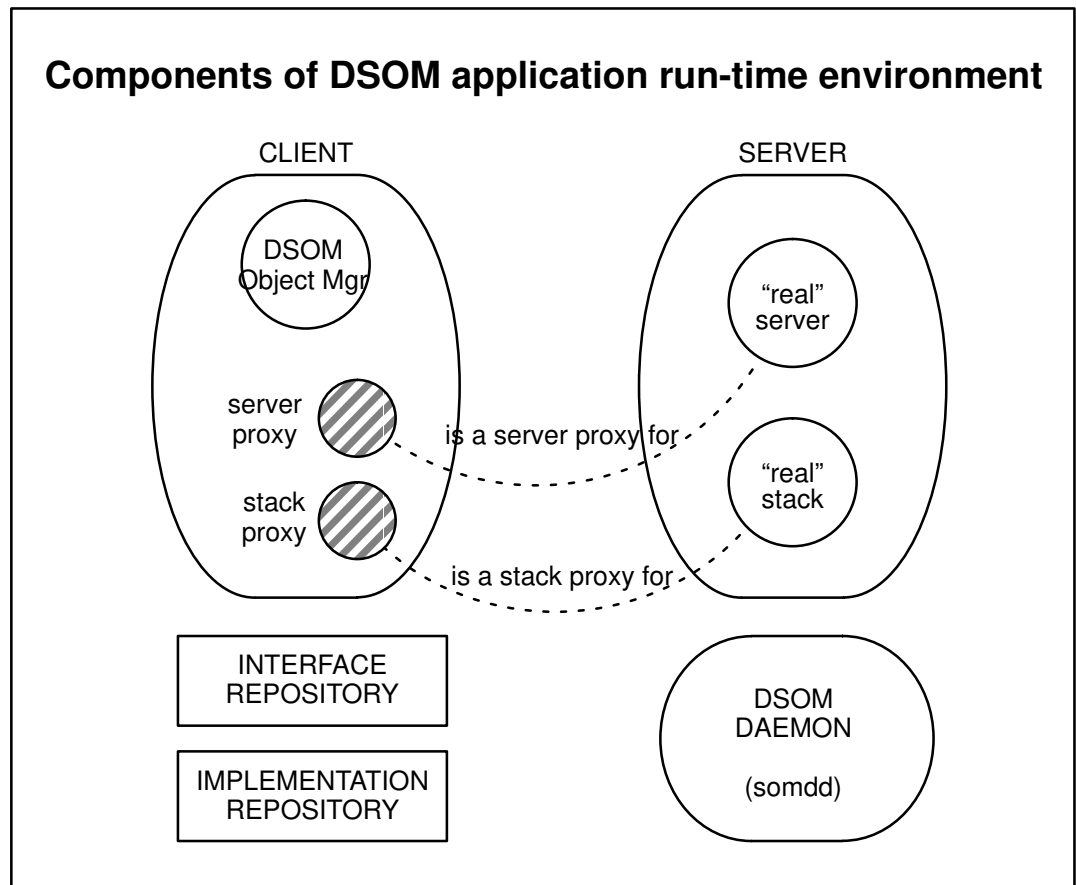 Components of DSOM application run-time environment
CLIENT
SERVER
DSOM
Object Mgr
“real”
server
server
proxy
is a server proxy for
“real”
stack
stack
proxy
is a stack proxy for
INTERFACE
REPOSITORY
DSOM
DAEMON
(somdd)
IMPLEMENTATION
REPOSITORY